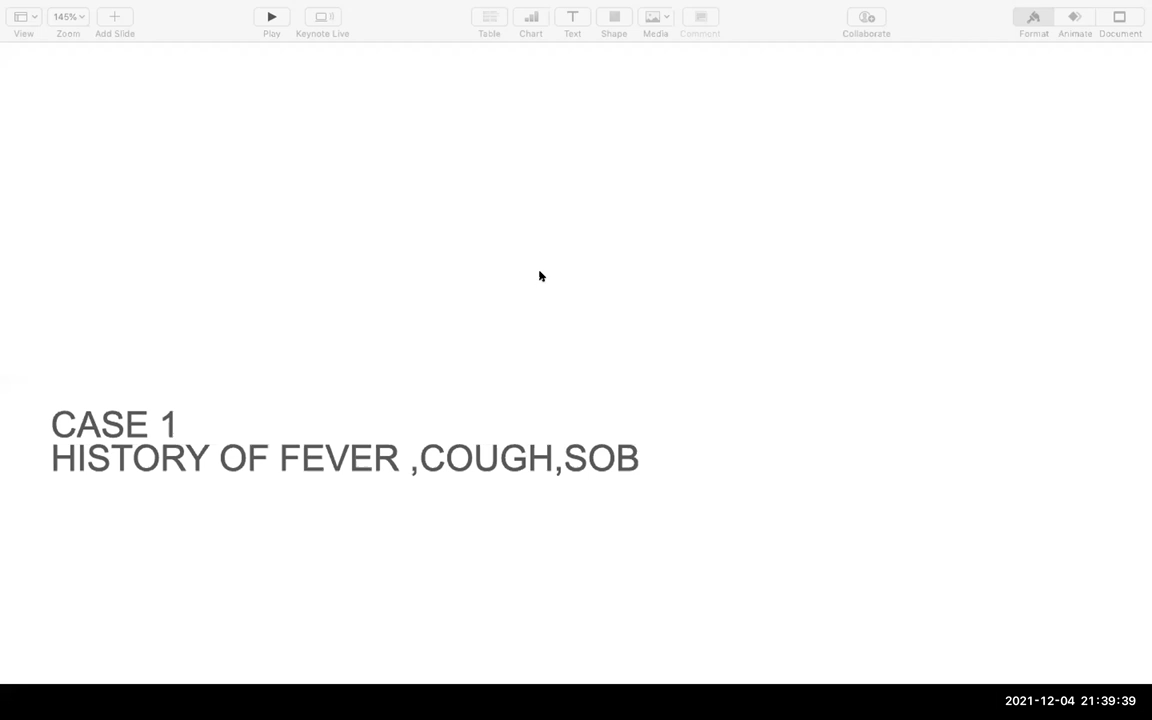 145%
View Zoom Add Slide Play Keynote Live Table Chart Text Shape Media Comment Collaborate Format Animate Document
CASE 1
HISTORY OF FEVER ,COUGH,SOB
2021-12-04 21:39:39